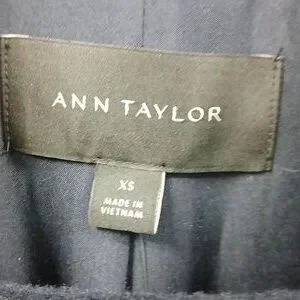 ANN TAYLOR
XS
MADE IN
VIETNAM